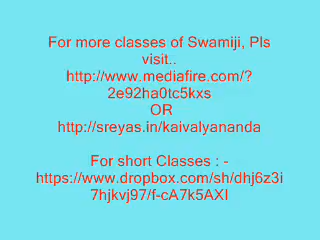 For more classes of Swamiji, Pls
visit..
http://www.mediafire.com/?
2e92ha0tc5kxs
OR
http://sreyas.in/kaivalyananda
For short Classes : -
https://www.dropbox.com/sh/dhj6z3i
7hjkvj97/f-cA7k5AXI